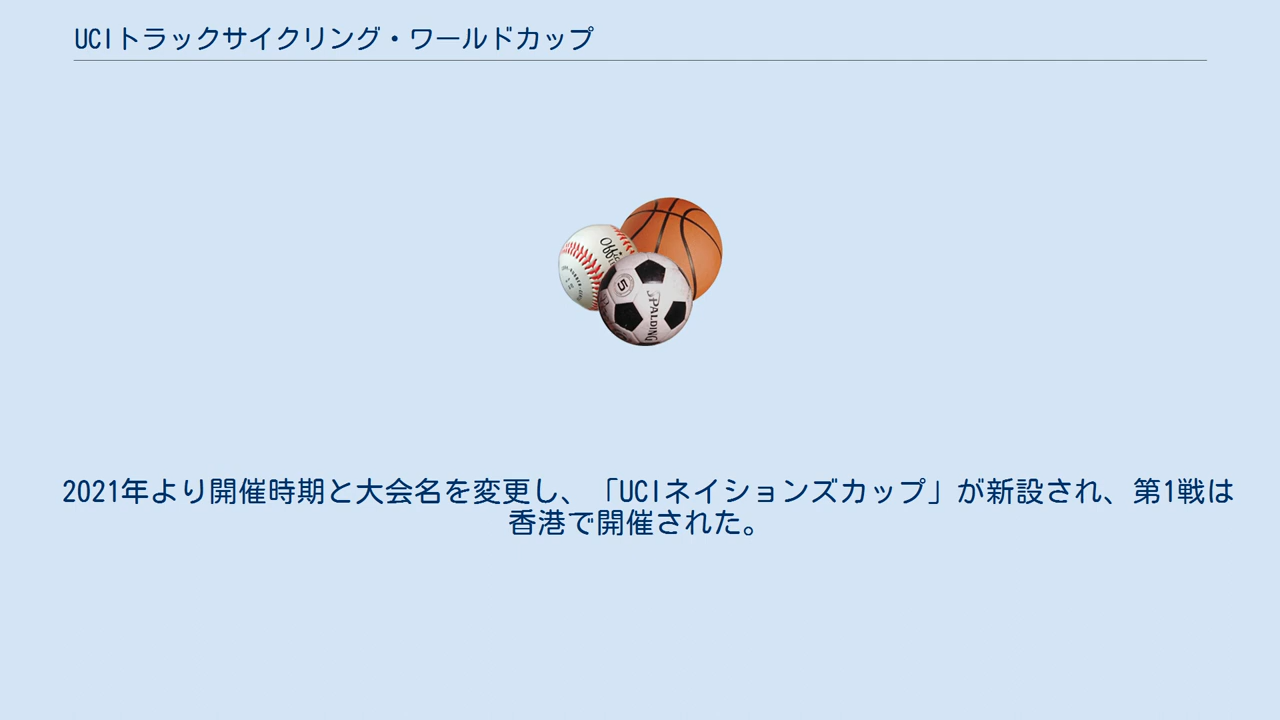 UCIトラックサイクリング・ワールドカップ
Offi
5
SPALDING
2021年より開催時期と大会名を変更し、「UCIネイションズカップ」が新設され、第1戦は
香港で開催された。